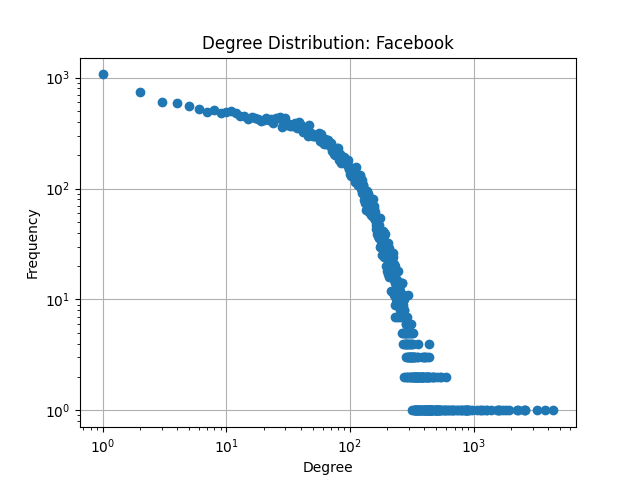 Degree Distribution: Facebook
Frequency
10³
10²
10¹
10⁰
10⁰ 10¹ 10² 10³
Degree